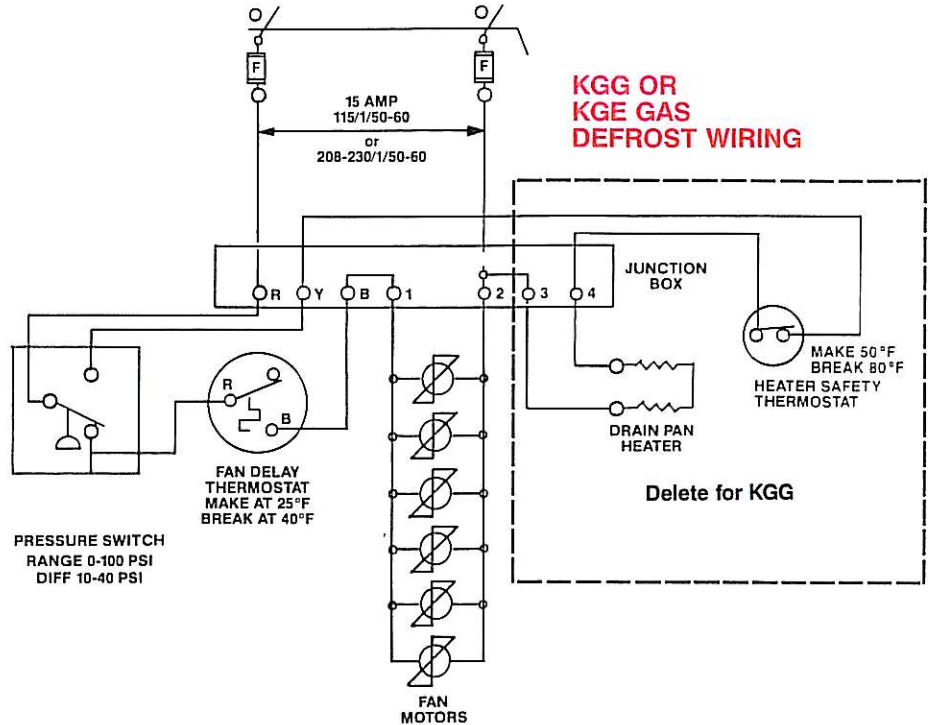 F
F
15 AMP
115/1/50-60
or
208-230/1/50-60
KGG OR
KGE GAS
DEFROST WIRING
R
Y
B
1
2
3
4
JUNCTION
BOX
MAKE 50°F
BREAK 80°F
HEATER SAFETY
THERMOSTAT
R
B
FAN DELAY
THERMOSTAT
MAKE AT 25°F
BREAK AT 40°F
DRAIN PAN
HEATER
Delete for KGG
PRESSURE SWITCH
RANGE 0-100 PSI
DIFF 10-40 PSI
FAN
MOTORS